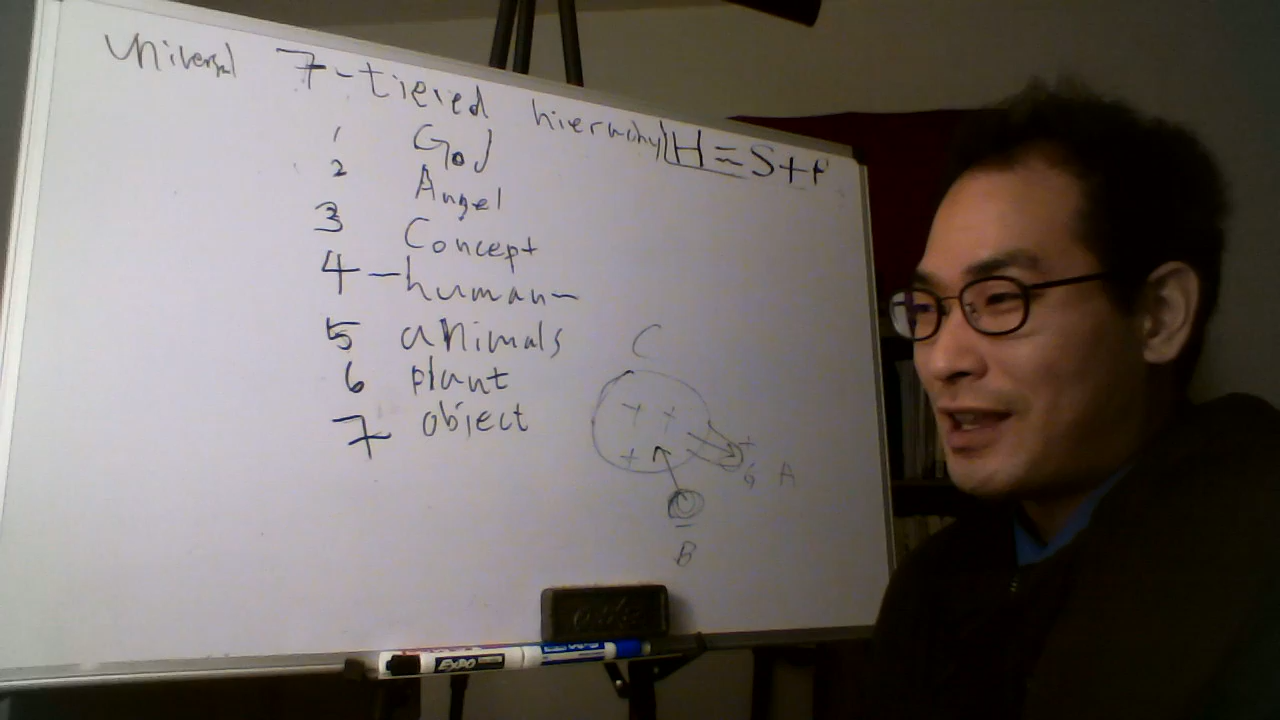 Universal 7-tiered hierarchy H = S+P
1 God
2 Angel
3 Concept
4 - human -
5 animals
6 plant
7 object
C
+ +
+
A
B
EXPO